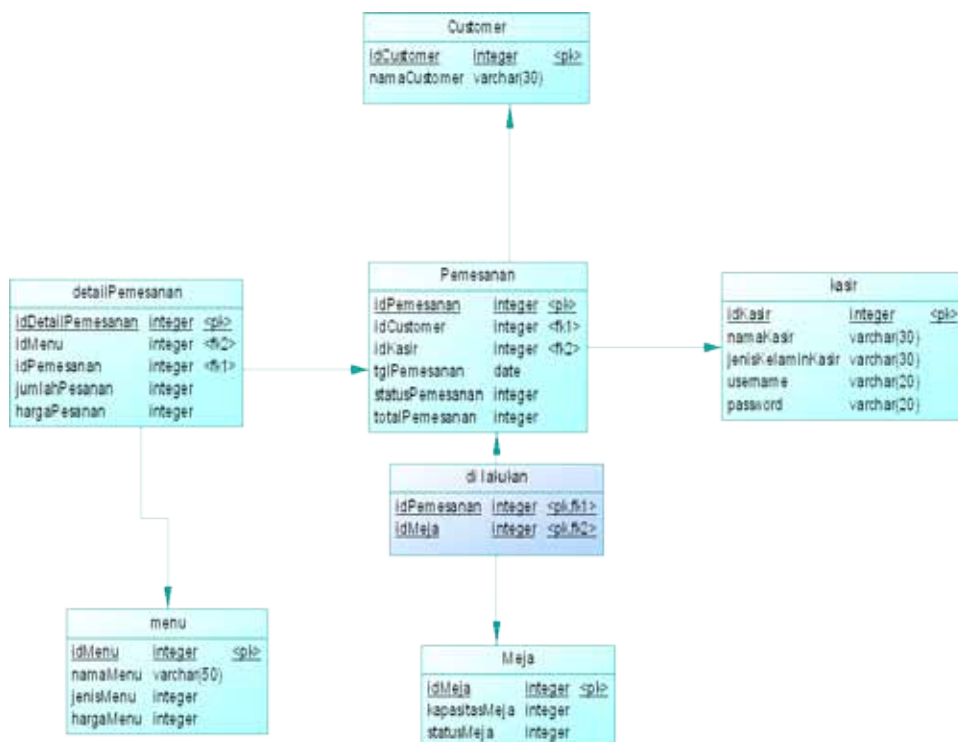 Customer
idCustomer integer <pk>
namaCustomer varchar(30)
Pemesanan
idPemesanan integer <pk>
idCustomer integer <fk1>
idKasir integer <fk2>
tglPemesanan date
statusPemesanan integer
totalPemesanan integer
detailPemesanan
idDetailPemesanan integer <pk>
idMenu integer <fk2>
idPemesanan integer <fk1>
jumlahPesanan integer
hargaPesanan integer
kasir
idKasir integer <pk>
namaKasir varchar(30)
jenisKelaminKasir varchar(30)
username varchar(20)
password varchar(20)
di lakukan
idPemesanan integer <pk,fk1>
idMeja integer <pk,fk2>
menu
idMenu integer <pk>
namaMenu varchar(50)
jenisMenu integer
hargaMenu integer
Meja
idMeja integer <pk>
kapasitasMeja integer
statusMeja integer